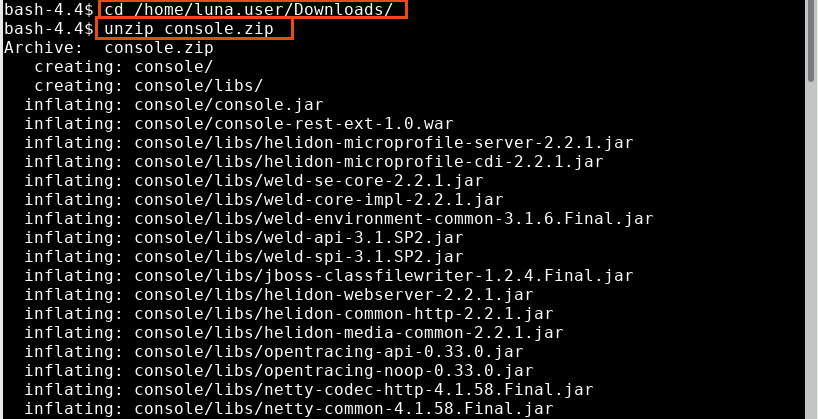 bash-4.4$ cd /home/luna.user/Downloads/
bash-4.4$ unzip console.zip
Archive:  console.zip
   creating: console/
   creating: console/libs/
  inflating: console/console.jar
  inflating: console/console-rest-ext-1.0.war
  inflating: console/libs/helidon-microprofile-server-2.2.1.jar
  inflating: console/libs/helidon-microprofile-cdi-2.2.1.jar
  inflating: console/libs/weld-se-core-2.2.1.jar
  inflating: console/libs/weld-core-impl-2.2.1.jar
  inflating: console/libs/weld-environment-common-3.1.6.Final.jar
  inflating: console/libs/weld-api-3.1.SP2.jar
  inflating: console/libs/weld-spi-3.1.SP2.jar
  inflating: console/libs/jboss-classfilewriter-1.2.4.Final.jar
  inflating: console/libs/helidon-webserver-2.2.1.jar
  inflating: console/libs/helidon-common-http-2.2.1.jar
  inflating: console/libs/helidon-media-common-2.2.1.jar
  inflating: console/libs/opentracing-api-0.33.0.jar
  inflating: console/libs/opentracing-noop-0.33.0.jar
  inflating: console/libs/netty-codec-http-4.1.58.Final.jar
  inflating: console/libs/netty-common-4.1.58.Final.jar